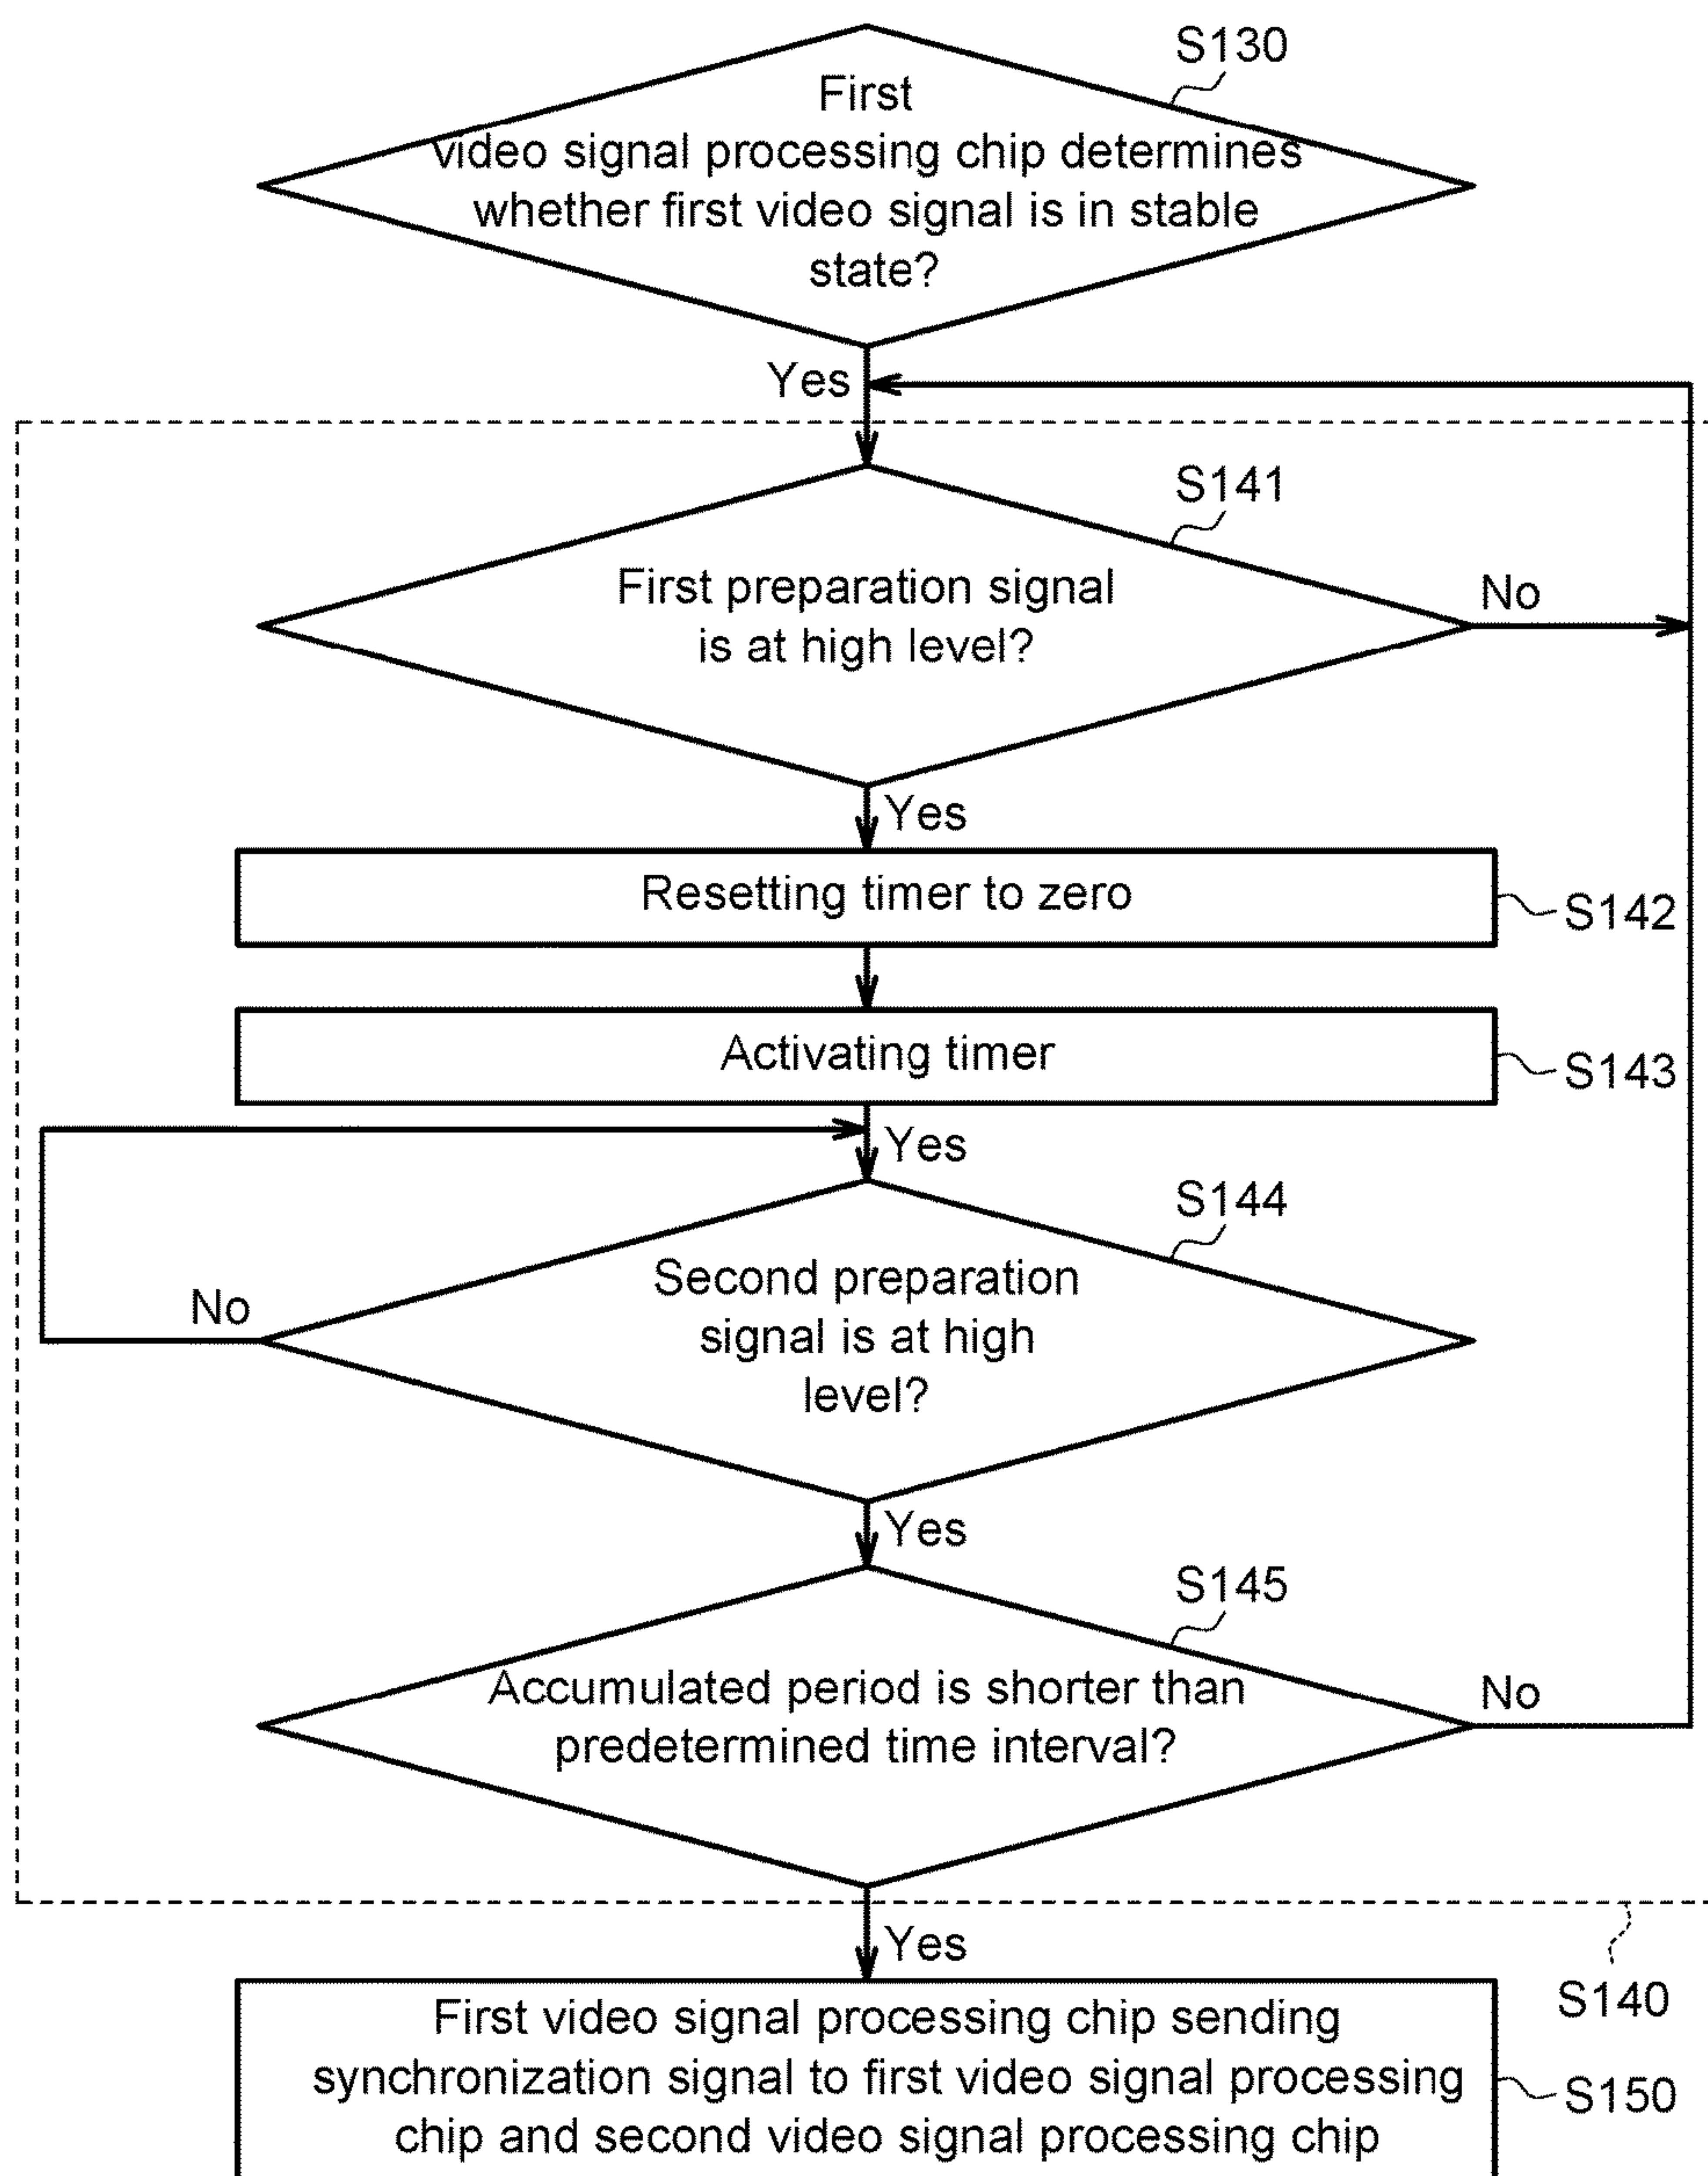 S130
First
video signal processing chip determines
whether first video signal is in stable
state?
Yes
S141
First preparation signal
is at high level?
No
Yes
Resetting timer to zero
S142
Activating timer
S143
Yes
S144
Second preparation
signal is at high
level?
No
Yes
S145
Accumulated period is shorter than
predetermined time interval?
No
Yes
S140
First video signal processing chip sending
synchronization signal to first video signal processing
chip and second video signal processing chip
S150